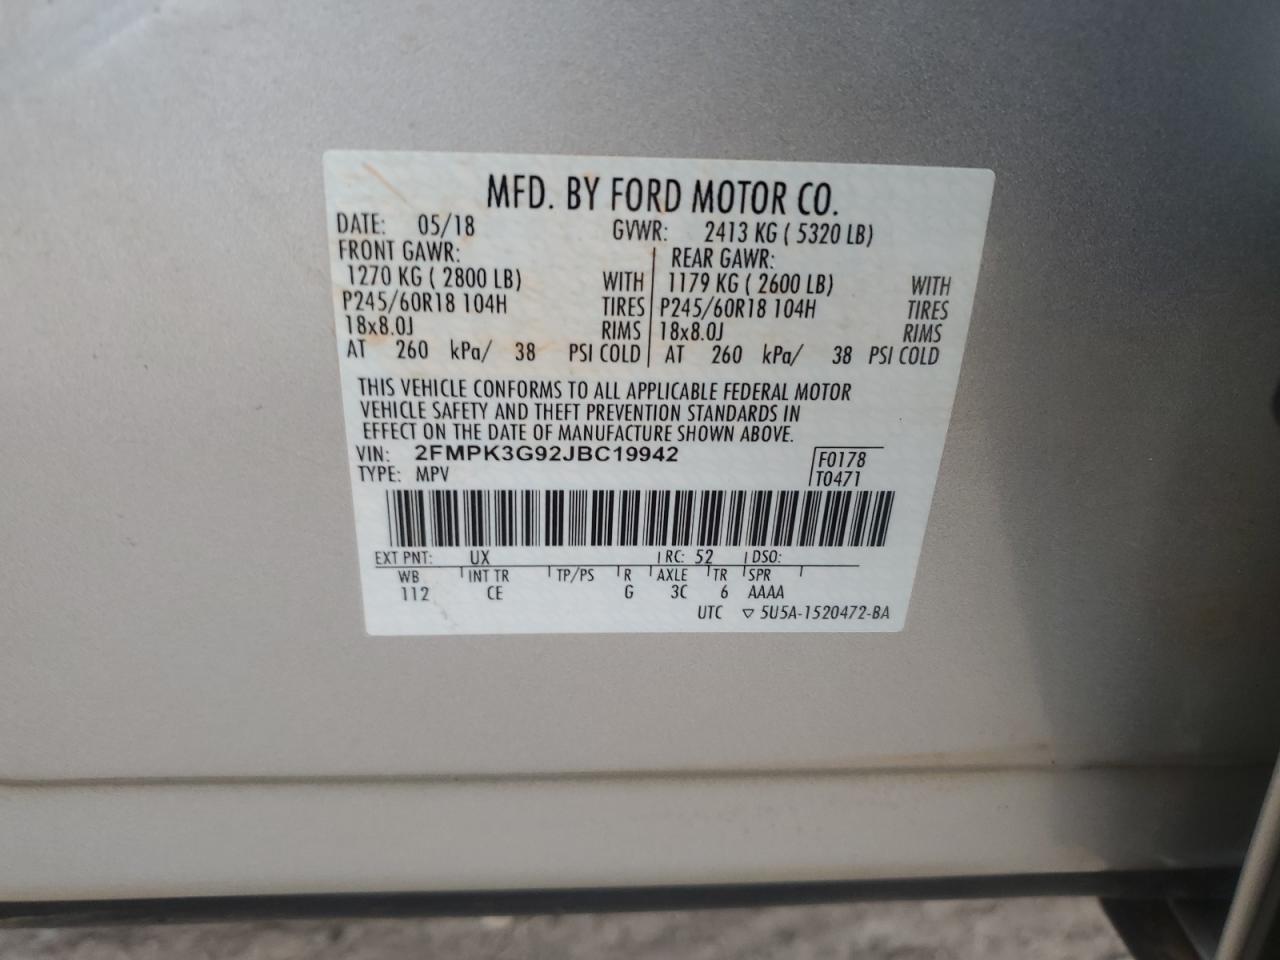 MFD. BY FORD MOTOR CO.
DATE: 05/18 GVWR: 2413 KG ( 5320 LB)
FRONT GAWR: REAR GAWR:
1270 KG ( 2800 LB) WITH 1179 KG ( 2600 LB) WITH
P245/60R18 104H TIRES P245/60R18 104H TIRES
18x8.0J RIMS 18x8.0J RIMS
AT 260 kPa/ 38 PSI COLD AT 260 kPa/ 38 PSI COLD
THIS VEHICLE CONFORMS TO ALL APPLICABLE FEDERAL MOTOR
VEHICLE SAFETY AND THEFT PREVENTION STANDARDS IN
EFFECT ON THE DATE OF MANUFACTURE SHOWN ABOVE.
VIN: 2FMPK3G92JBC19942 F0178
TYPE: MPV T0471
EXT PNT: UX RC: 52 DSO:
WB INT TR TP/PS R AXLE TR SPR
112 CE G 3C 6 AAAA
UTC ▽ 5U5A-1520472-BA